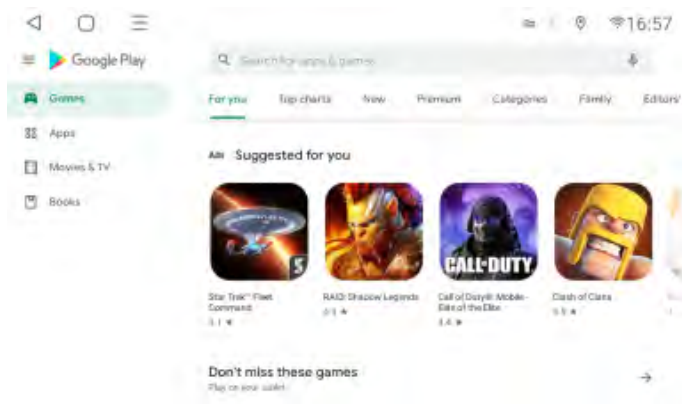 16:57
Google Play
Search for apps & games
Games
Apps
Movies & TV
Books
For you Top charts New Premium Categories Family Editors'
Ads Suggested for you
CALL OF DUTY
Star Trek™ Fleet
Command
RAID: Shadow Legends
Call of Duty®: Mobile-
Elite of the Elite
Clash of Clans
Don't miss these games
Play on your tablet